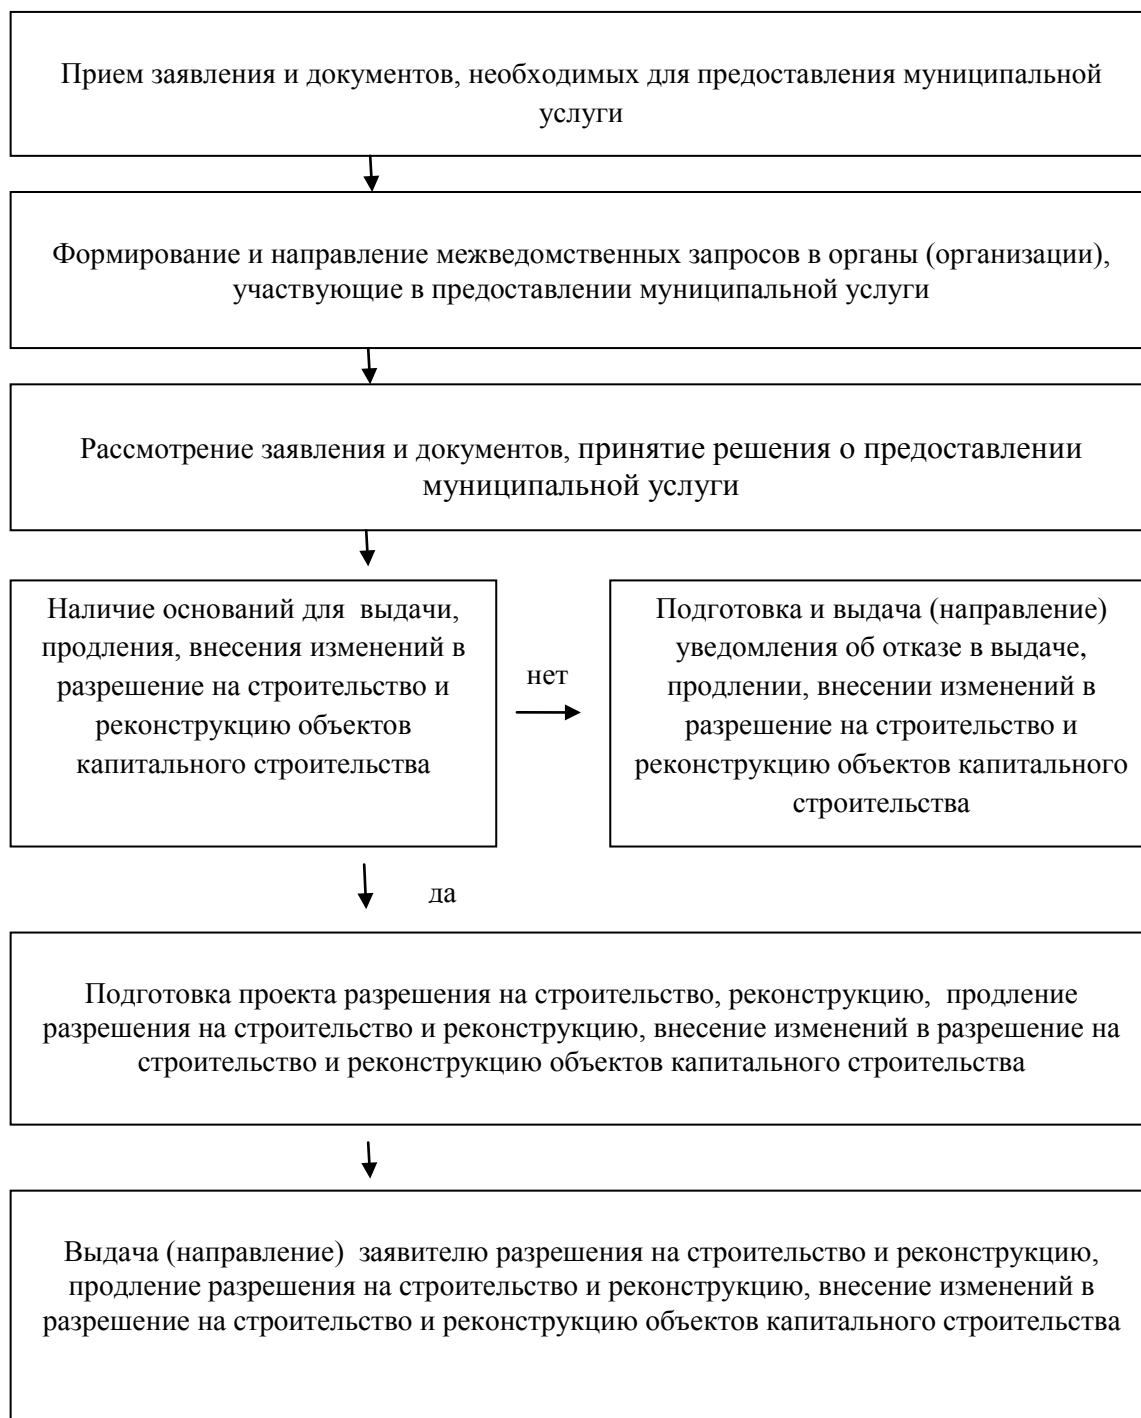 Прием заявления и документов, необходимых для предоставления муниципальной
услуги
Формирование и направление межведомственных запросов в органы (организации),
участвующие в предоставлении муниципальной услуги
Рассмотрение заявления и документов, принятие решения о предоставлении
муниципальной услуги
Наличие оснований для выдачи,
продления, внесения изменений в
разрешение на строительство и
реконструкцию объектов
капитального строительства
нет
Подготовка и выдача (направление)
уведомления об отказе в выдаче,
продлении, внесении изменений в
разрешение на строительство и
реконструкцию объектов капитального
строительства
да
Подготовка проекта разрешения на строительство, реконструкцию, продление
разрешения на строительство и реконструкцию, внесение изменений в разрешение на
строительство и реконструкцию объектов капитального строительства
Выдача (направление) заявителю разрешения на строительство и реконструкцию,
продление разрешения на строительство и реконструкцию, внесение изменений в
разрешение на строительство и реконструкцию объектов капитального строительства